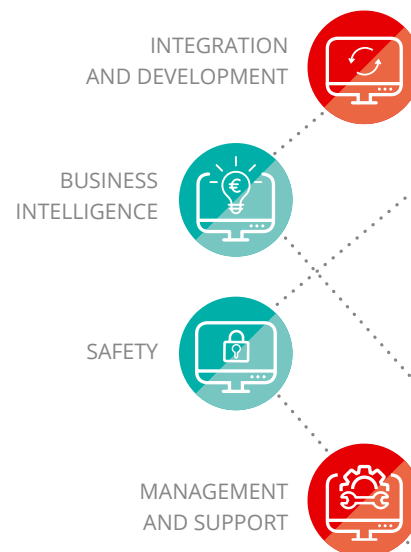 INTEGRATION
AND DEVELOPMENT
BUSINESS
INTELLIGENCE
€
SAFETY
MANAGEMENT
AND SUPPORT